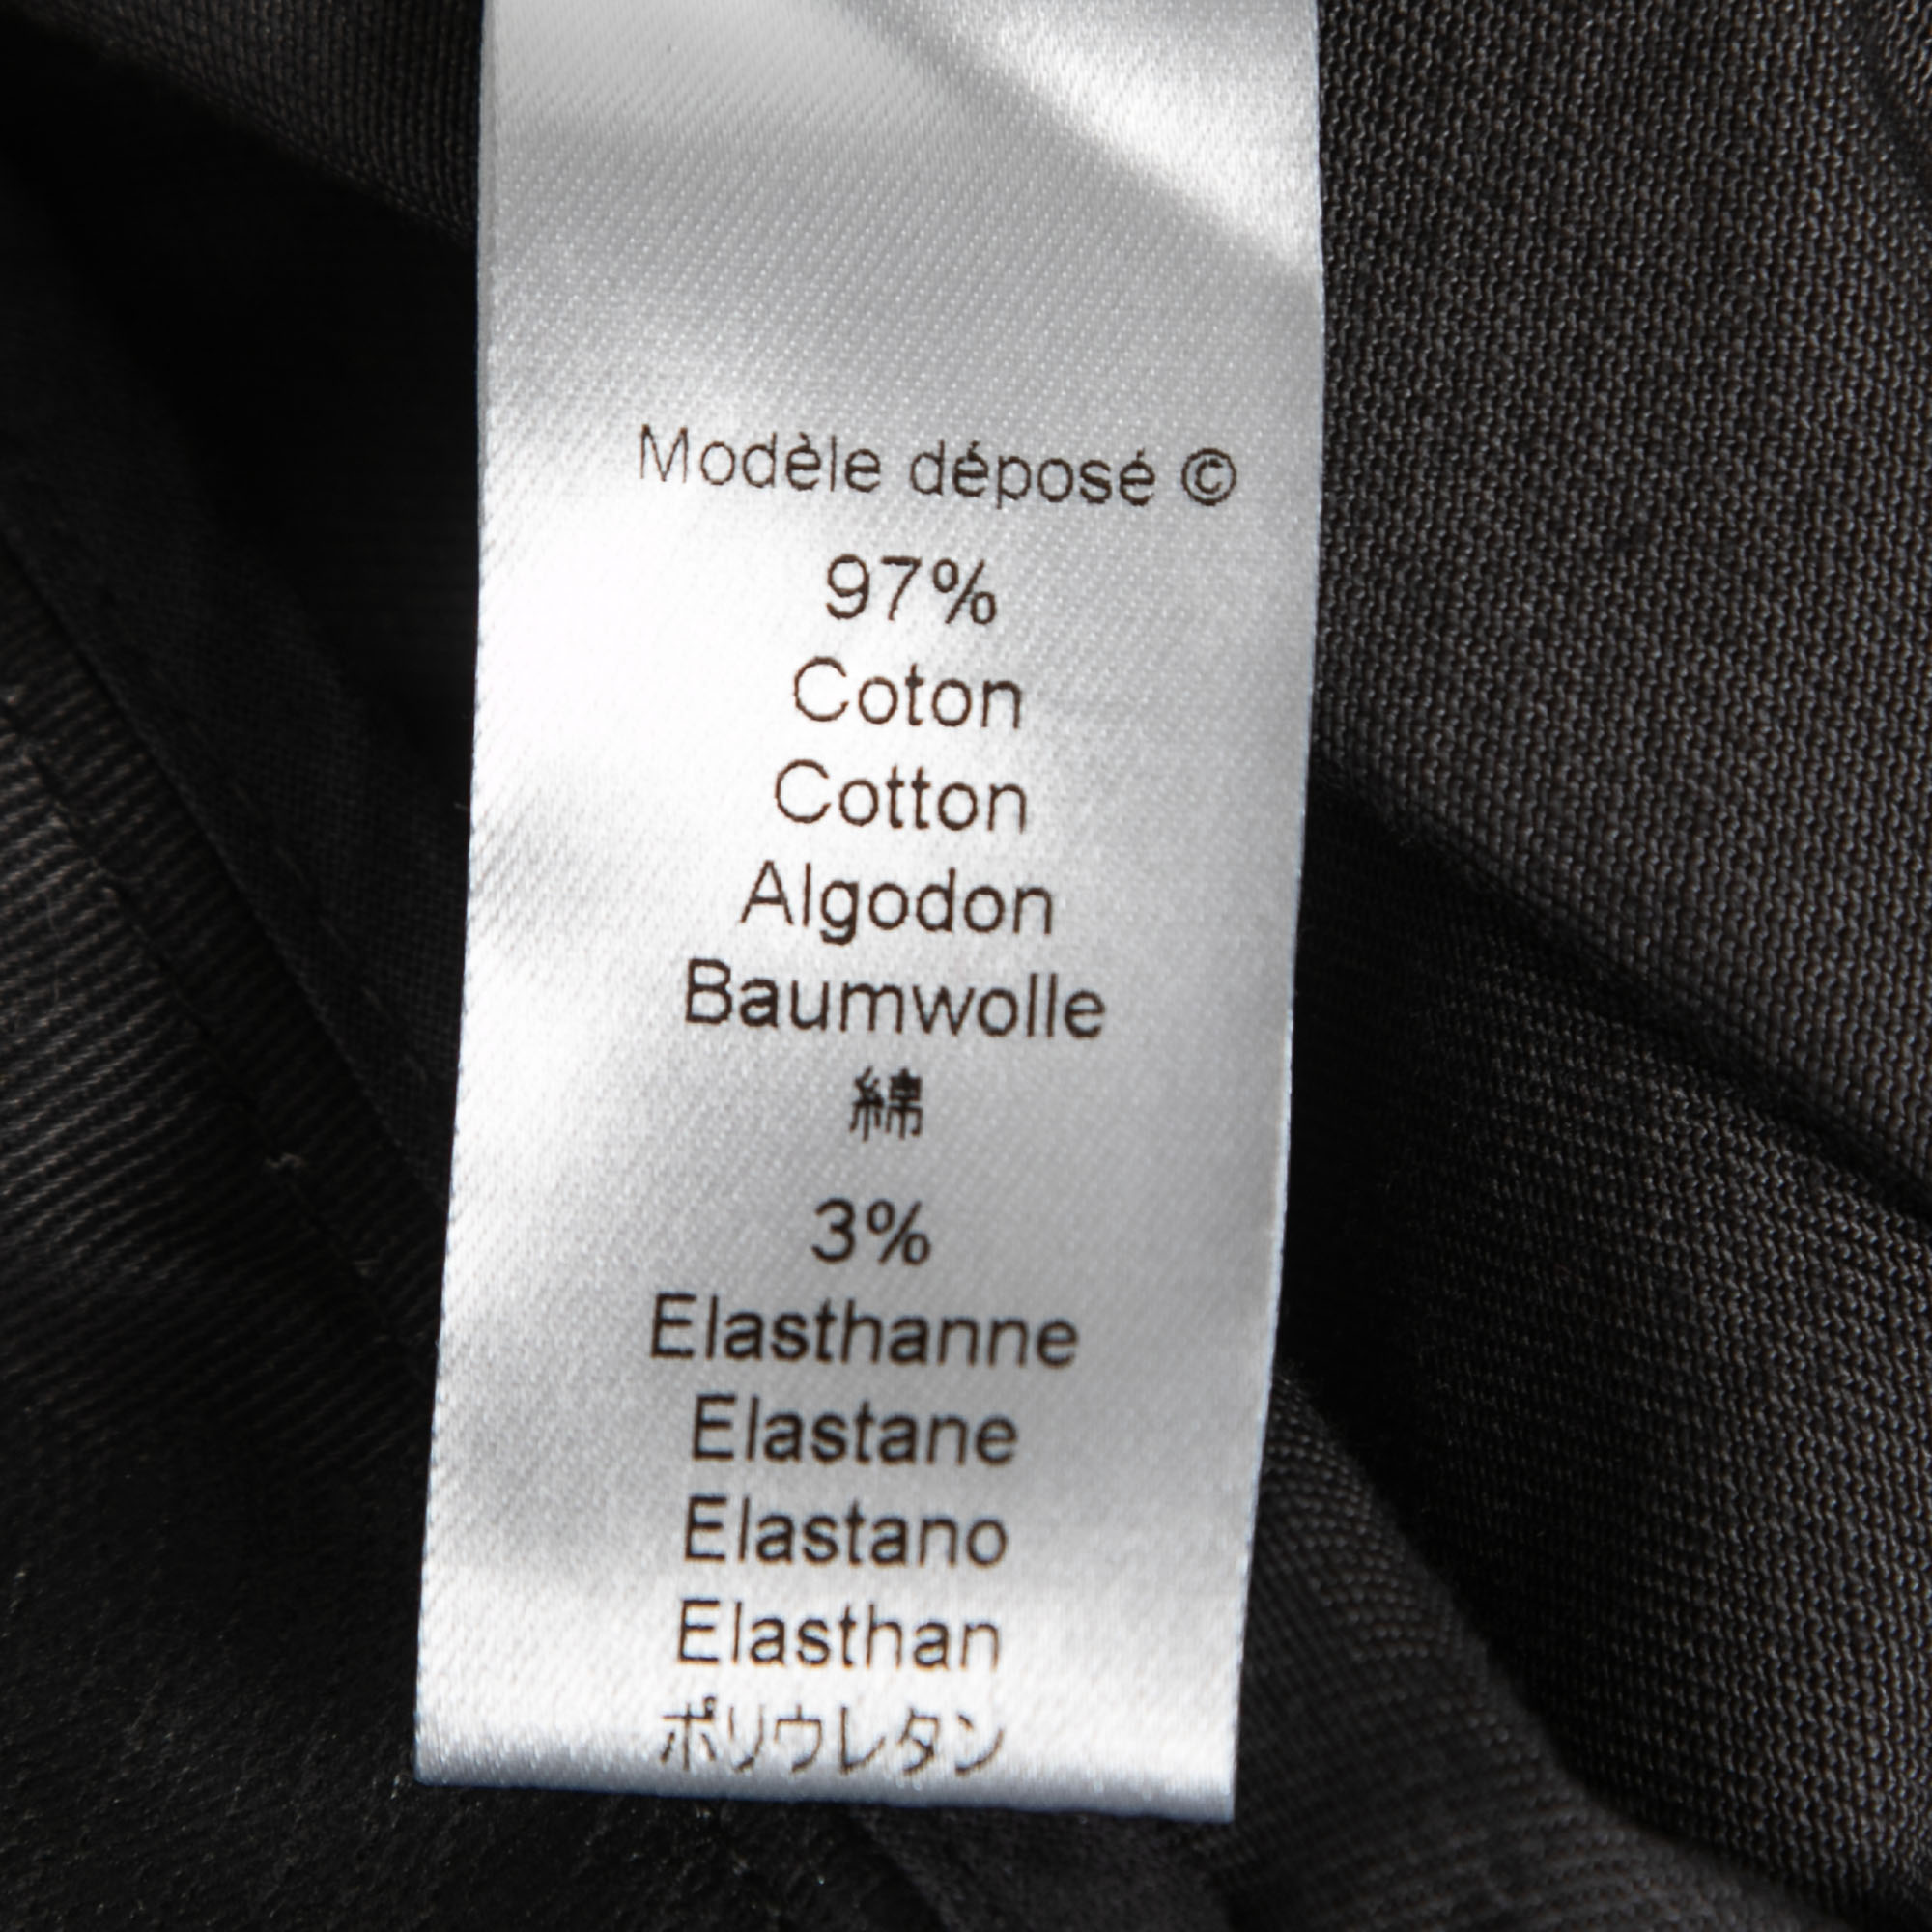 Modèle déposé ©
97%
Coton
Cotton
Algodon
Baumwolle
綿
3%
Elasthanne
Elastane
Elastano
Elasthan
ポリウレタン